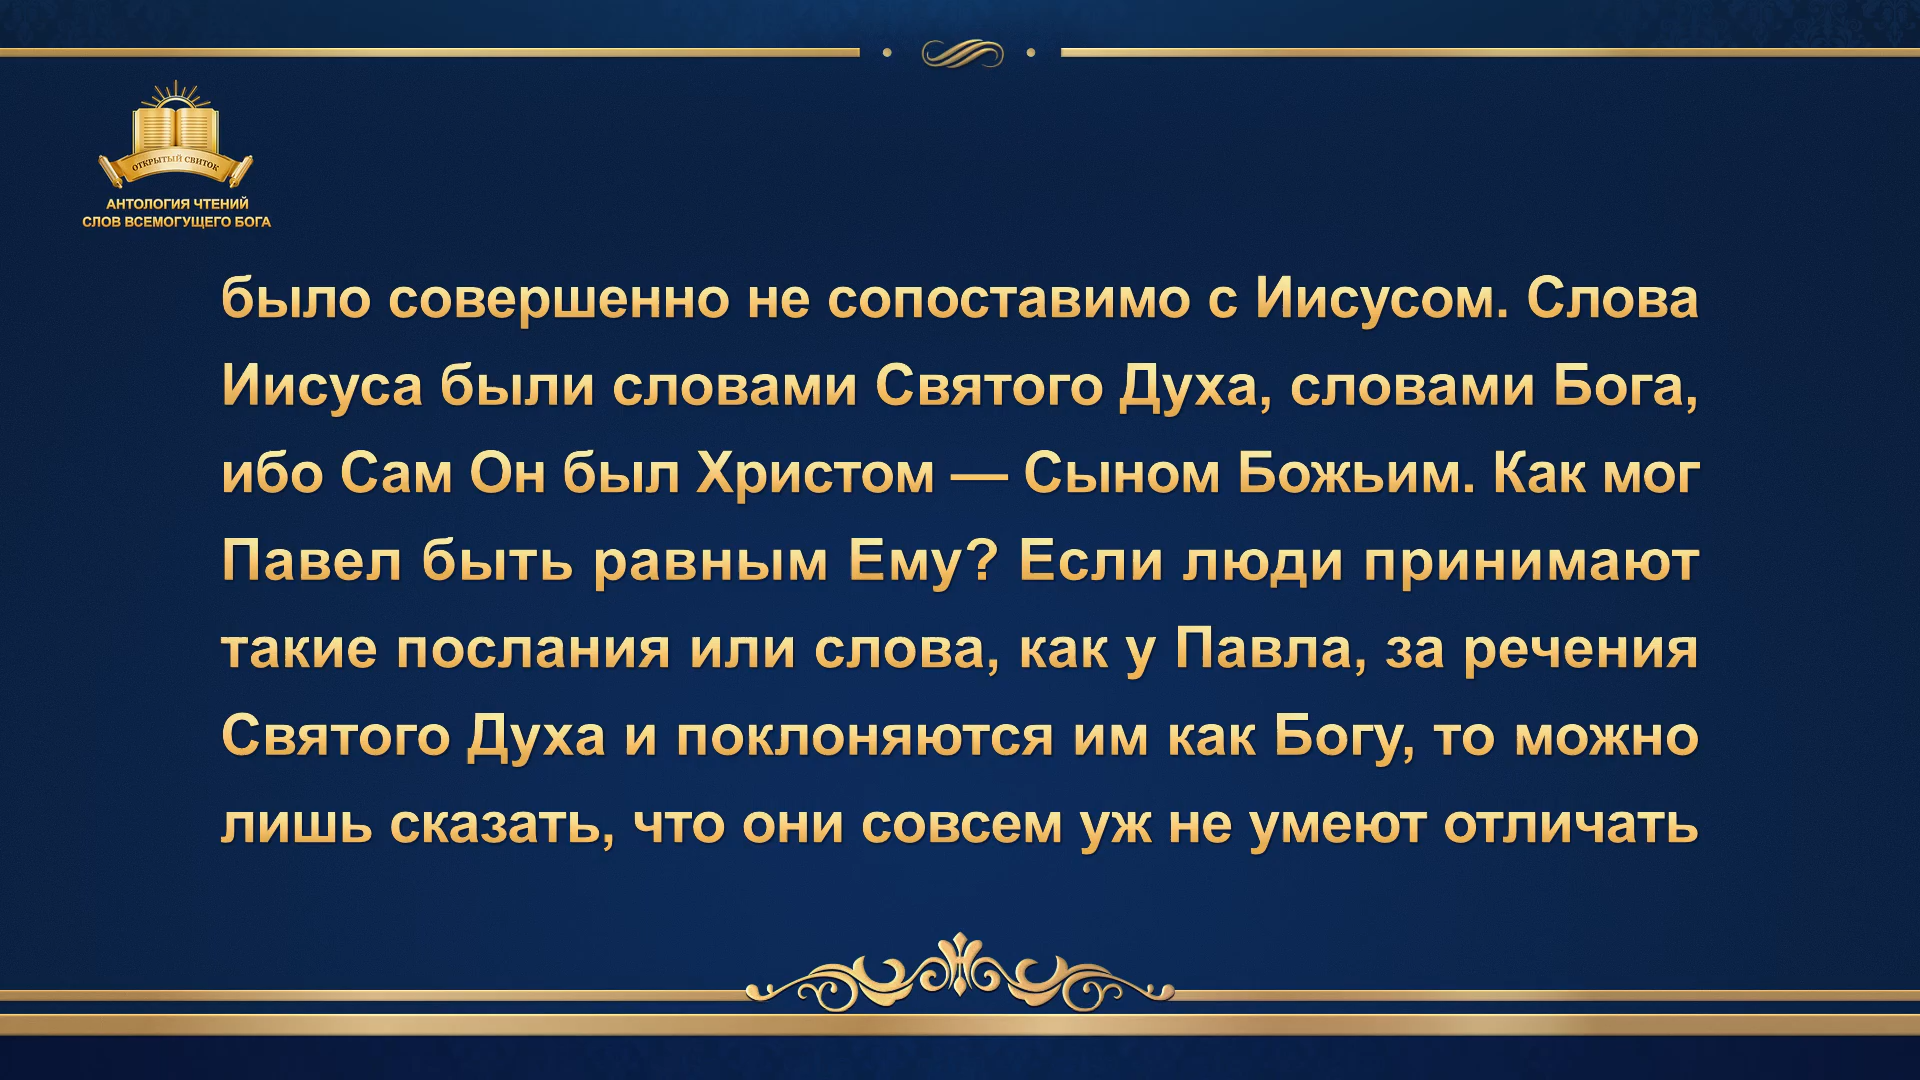 ОТКРЫТЫЙ СВИТОК
АНТОЛОГИЯ ЧТЕНИЙ
СЛОВ ВСЕМОГУЩЕГО БОГА
было совершенно не сопоставимо с Иисусом. Слова
Иисуса были словами Святого Духа, словами Бога,
ибо Сам Он был Христом — Сыном Божьим. Как мог
Павел быть равным Ему? Если люди принимают
такие послания или слова, как у Павла, за речения
Святого Духа и поклоняются им как Богу, то можно
лишь сказать, что они совсем уж не умеют отличать